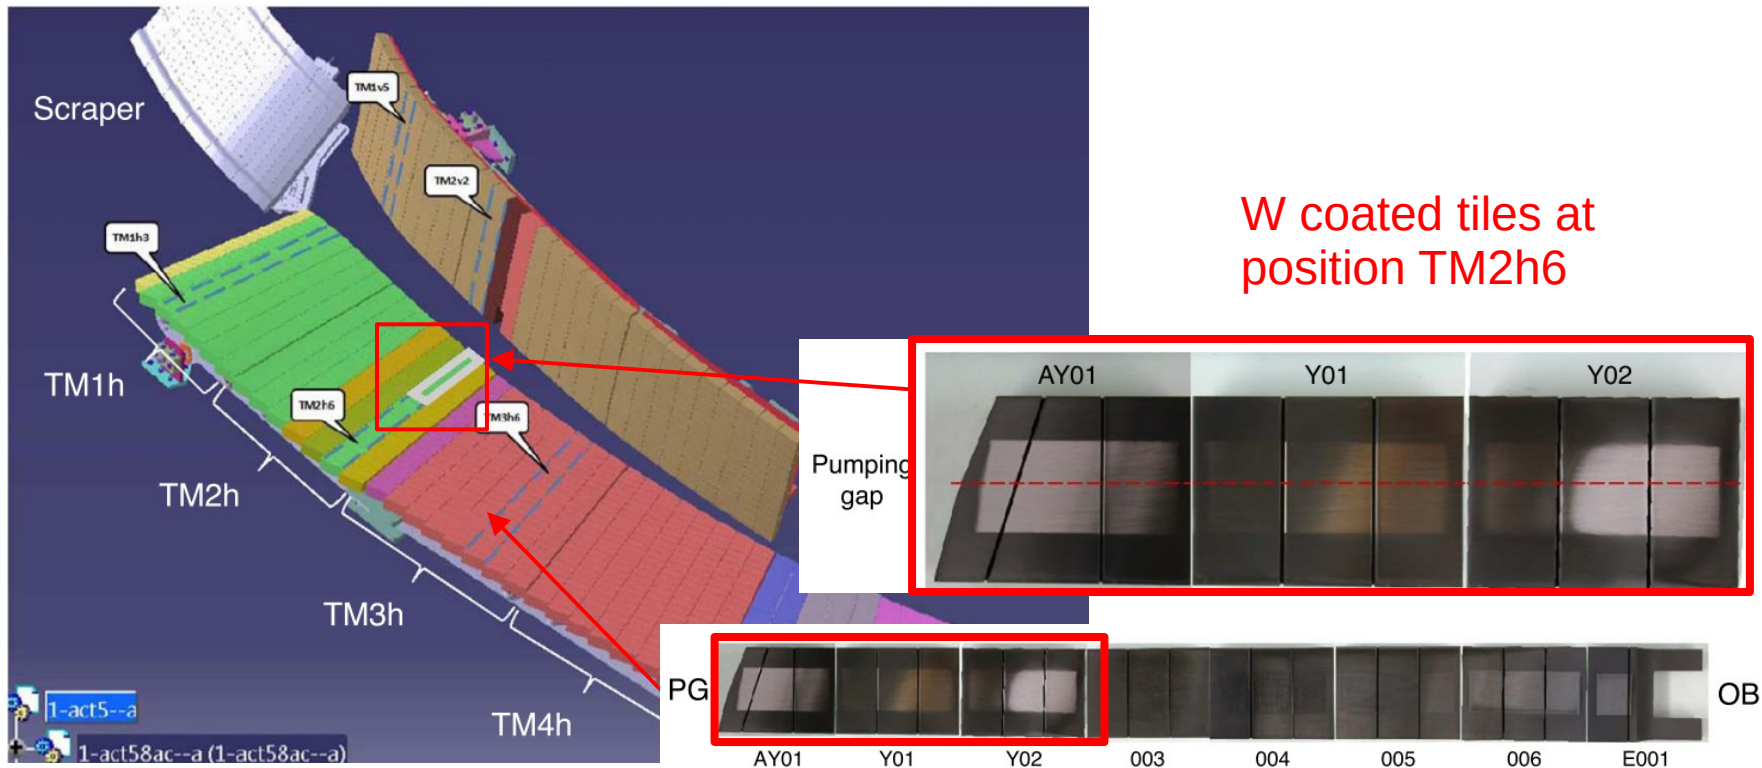 Scraper
TM1v5
TM2v2
TM1h3
TM2h6
TM3h6
TM1h
TM2h
TM3h
TM4h
1-act5--a
1-act58ac--a (1-act58ac--a)
W coated tiles at
position TM2h6
AY01 Y01 Y02
Pumping
gap
PG
OB
AY01 Y01 Y02 003 004 005 006 E001